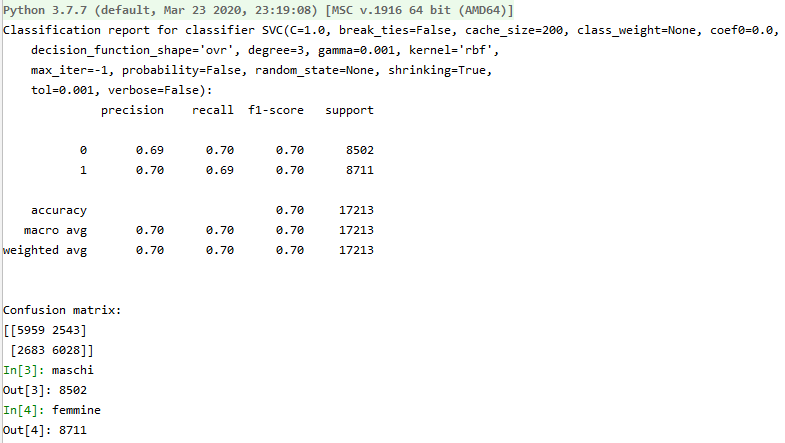 Python 3.7.7 (default, Mar 23 2020, 23:19:08) [MSC v.1916 64 bit (AMD64)]
Classification report for classifier SVC(C=1.0, break_ties=False, cache_size=200, class_weight=None, coef0=0.0,
    decision_function_shape='ovr', degree=3, gamma=0.001, kernel='rbf',
    max_iter=-1, probability=False, random_state=None, shrinking=True,
    tol=0.001, verbose=False):
              precision    recall  f1-score   support

           0       0.69      0.70      0.70      8502
           1       0.70      0.69      0.70      8711

    accuracy                           0.70     17213
   macro avg       0.70      0.70      0.70     17213
weighted avg       0.70      0.70      0.70     17213


Confusion matrix:
[[5959 2543]
 [2683 6028]]
In[3]: maschi
Out[3]: 8502
In[4]: femmine
Out[4]: 8711